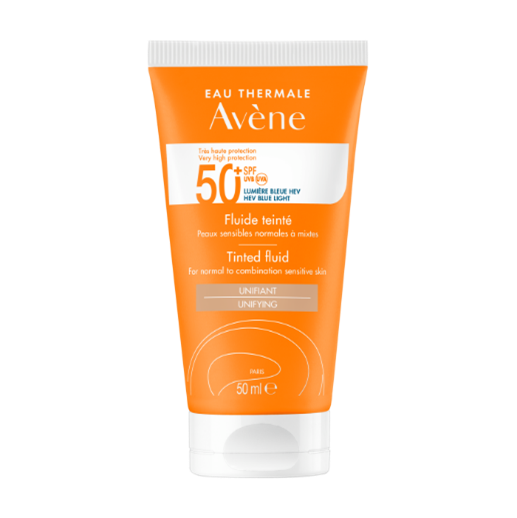 EAU THERMALE
Avène
Très haute protection
Very high protection
50+ SPF
UVB UVA
LUMIÈRE BLEUE HEV
HEV BLUE LIGHT
Fluide teinté
Peaux sensibles normales à mixtes
Tinted fluid
For normal to combination sensitive skin
UNIFIANT
UNIFYING
PARIS
50 ml e